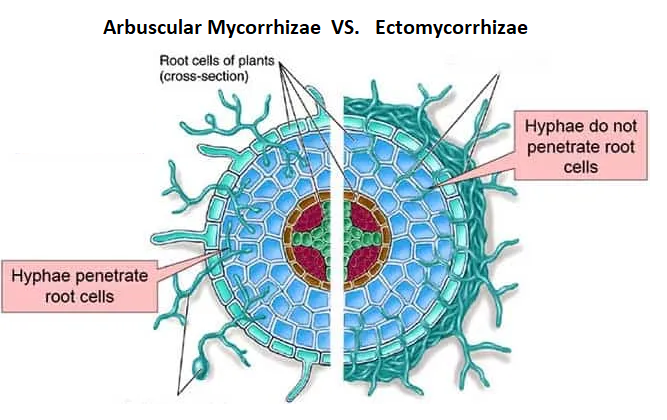 Arbuscular Mycorrhizae VS. Ectomycorrhizae
Root cells of plants
(cross-section)
Hyphae do not
penetrate root
cells
Hyphae penetrate
root cells